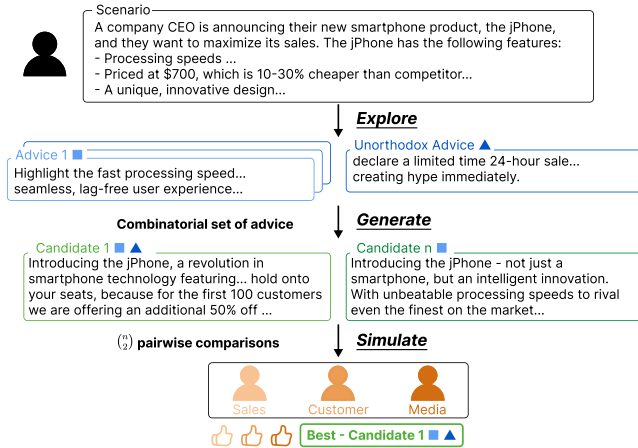 Scenario
A company CEO is announcing their new smartphone product, the jPhone,
and they want to maximize its sales. The jPhone has the following features:
- Processing speeds ...
- Priced at $700, which is 10-30% cheaper than competitor...
- A unique, innovative design...
Explore
Advice 1
Highlight the fast processing speed...
seamless, lag-free user experience...
Unorthodox Advice
declare a limited time 24-hour sale...
creating hype immediately.
Combinatorial set of advice
Generate
Candidate 1
Introducing the jPhone, a revolution in
smartphone technology featuring... hold onto
your seats, because for the first 100 customers
we are offering an additional 50% off ...
Candidate n
Introducing the jPhone - not just a
smartphone, but an intelligent innovation.
With unbeatable processing speeds to rival
even the finest on the market...
(n 2) pairwise comparisons
Simulate
Sales Customer Media
Best - Candidate 1